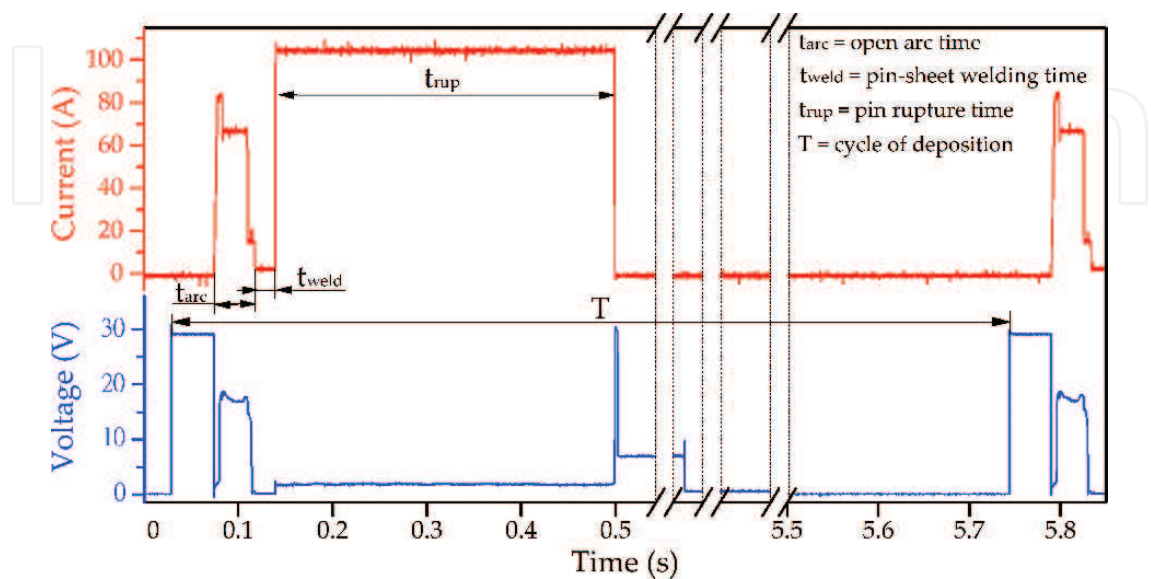 tarc = open arc time
100
tweld = pin-sheet welding time
trup
80
trup = pin rupture time
T = cycle of deposition
60
Current (A)
40
20
0
tweld
tarc
T
30
20
Voltage (V)
10
0
0 0.1 0.2 0.3 0.4 0.5 5.5 5.6 5.7 5.8
Time (s)